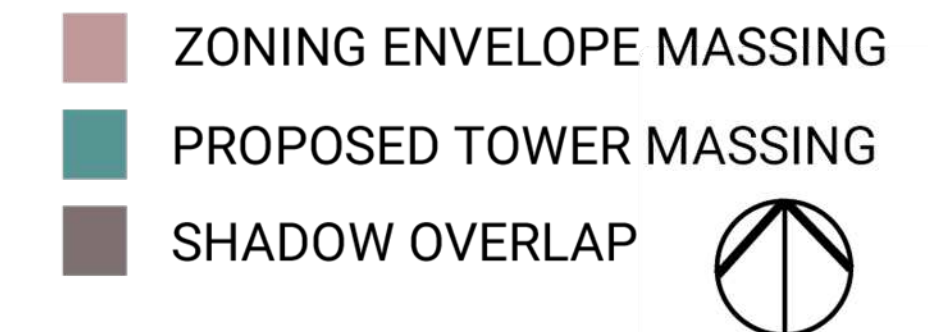 ZONING ENVELOPE MASSING
PROPOSED TOWER MASSING
SHADOW OVERLAP